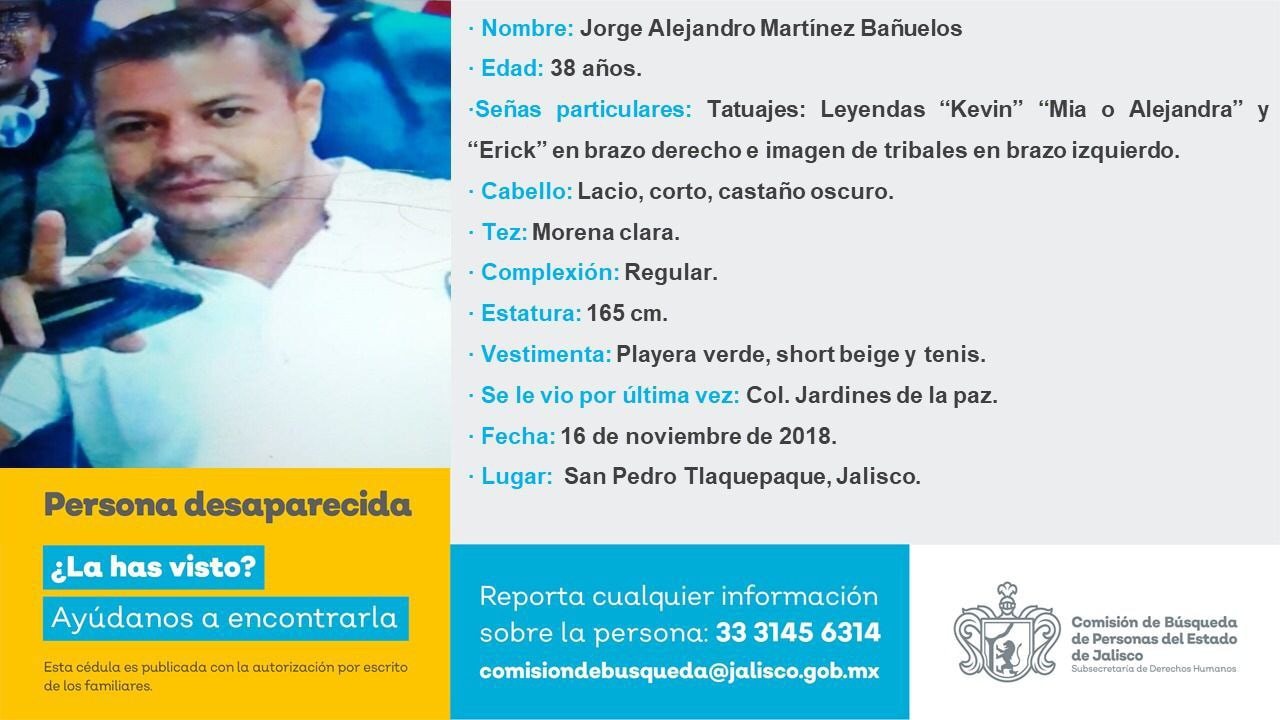 · Nombre: Jorge Alejandro Martínez Bañuelos
· Edad: 38 años.
·Señas particulares: Tatuajes: Leyendas “Kevin” “Mia o Alejandra” y
“Erick” en brazo derecho e imagen de tribales en brazo izquierdo.
· Cabello: Lacio, corto, castaño oscuro.
· Tez: Morena clara.
· Complexión: Regular.
· Estatura: 165 cm.
· Vestimenta: Playera verde, short beige y tenis.
· Se le vio por última vez: Col. Jardines de la paz.
· Fecha: 16 de noviembre de 2018.
· Lugar: San Pedro Tlaquepaque, Jalisco.
Persona desaparecida
¿La has visto?
Ayúdanos a encontrarla
Esta cédula es publicada con la autorización por escrito
de los familiares.
Reporta cualquier información
sobre la persona: 33 3145 6314
comisiondebusqueda@jalisco.gob.mx
Comisión de Búsqueda
de Personas del Estado
de Jalisco
Subsecretaría de Derechos Humanos